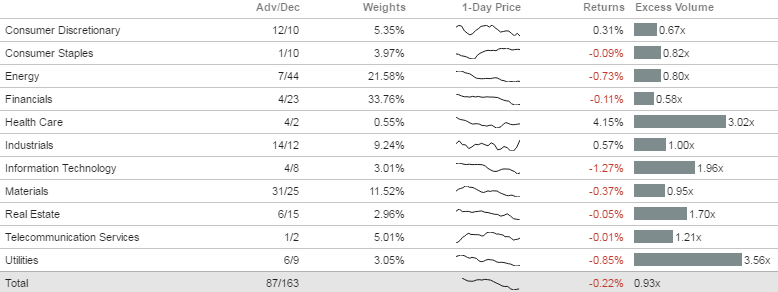 Adv/Dec Weights 1-Day Price Returns Excess Volume
Consumer Discretionary 12/10 5.35% 0.31% 0.67x
Consumer Staples 1/10 3.97% -0.09% 0.82x
Energy 7/44 21.58% -0.73% 0.80x
Financials 4/23 33.76% -0.11% 0.58x
Health Care 4/2 0.55% 4.15% 3.02x
Industrials 14/12 9.24% 0.57% 1.00x
Information Technology 4/8 3.01% -1.27% 1.96x
Materials 31/25 11.52% -0.37% 0.95x
Real Estate 6/15 2.96% -0.05% 1.70x
Telecommunication Services 1/2 5.01% -0.01% 1.21x
Utilities 6/9 3.05% -0.85% 3.56x
Total 87/163 -0.22% 0.93x